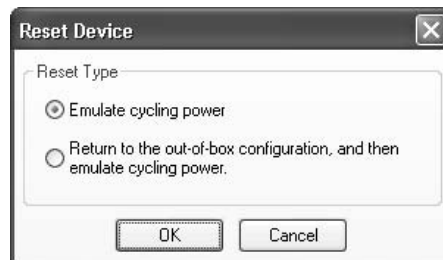 Reset Device
Reset Type
Emulate cycling power
Return to the out-of-box configuration, and then
emulate cycling power.
OK
Cancel